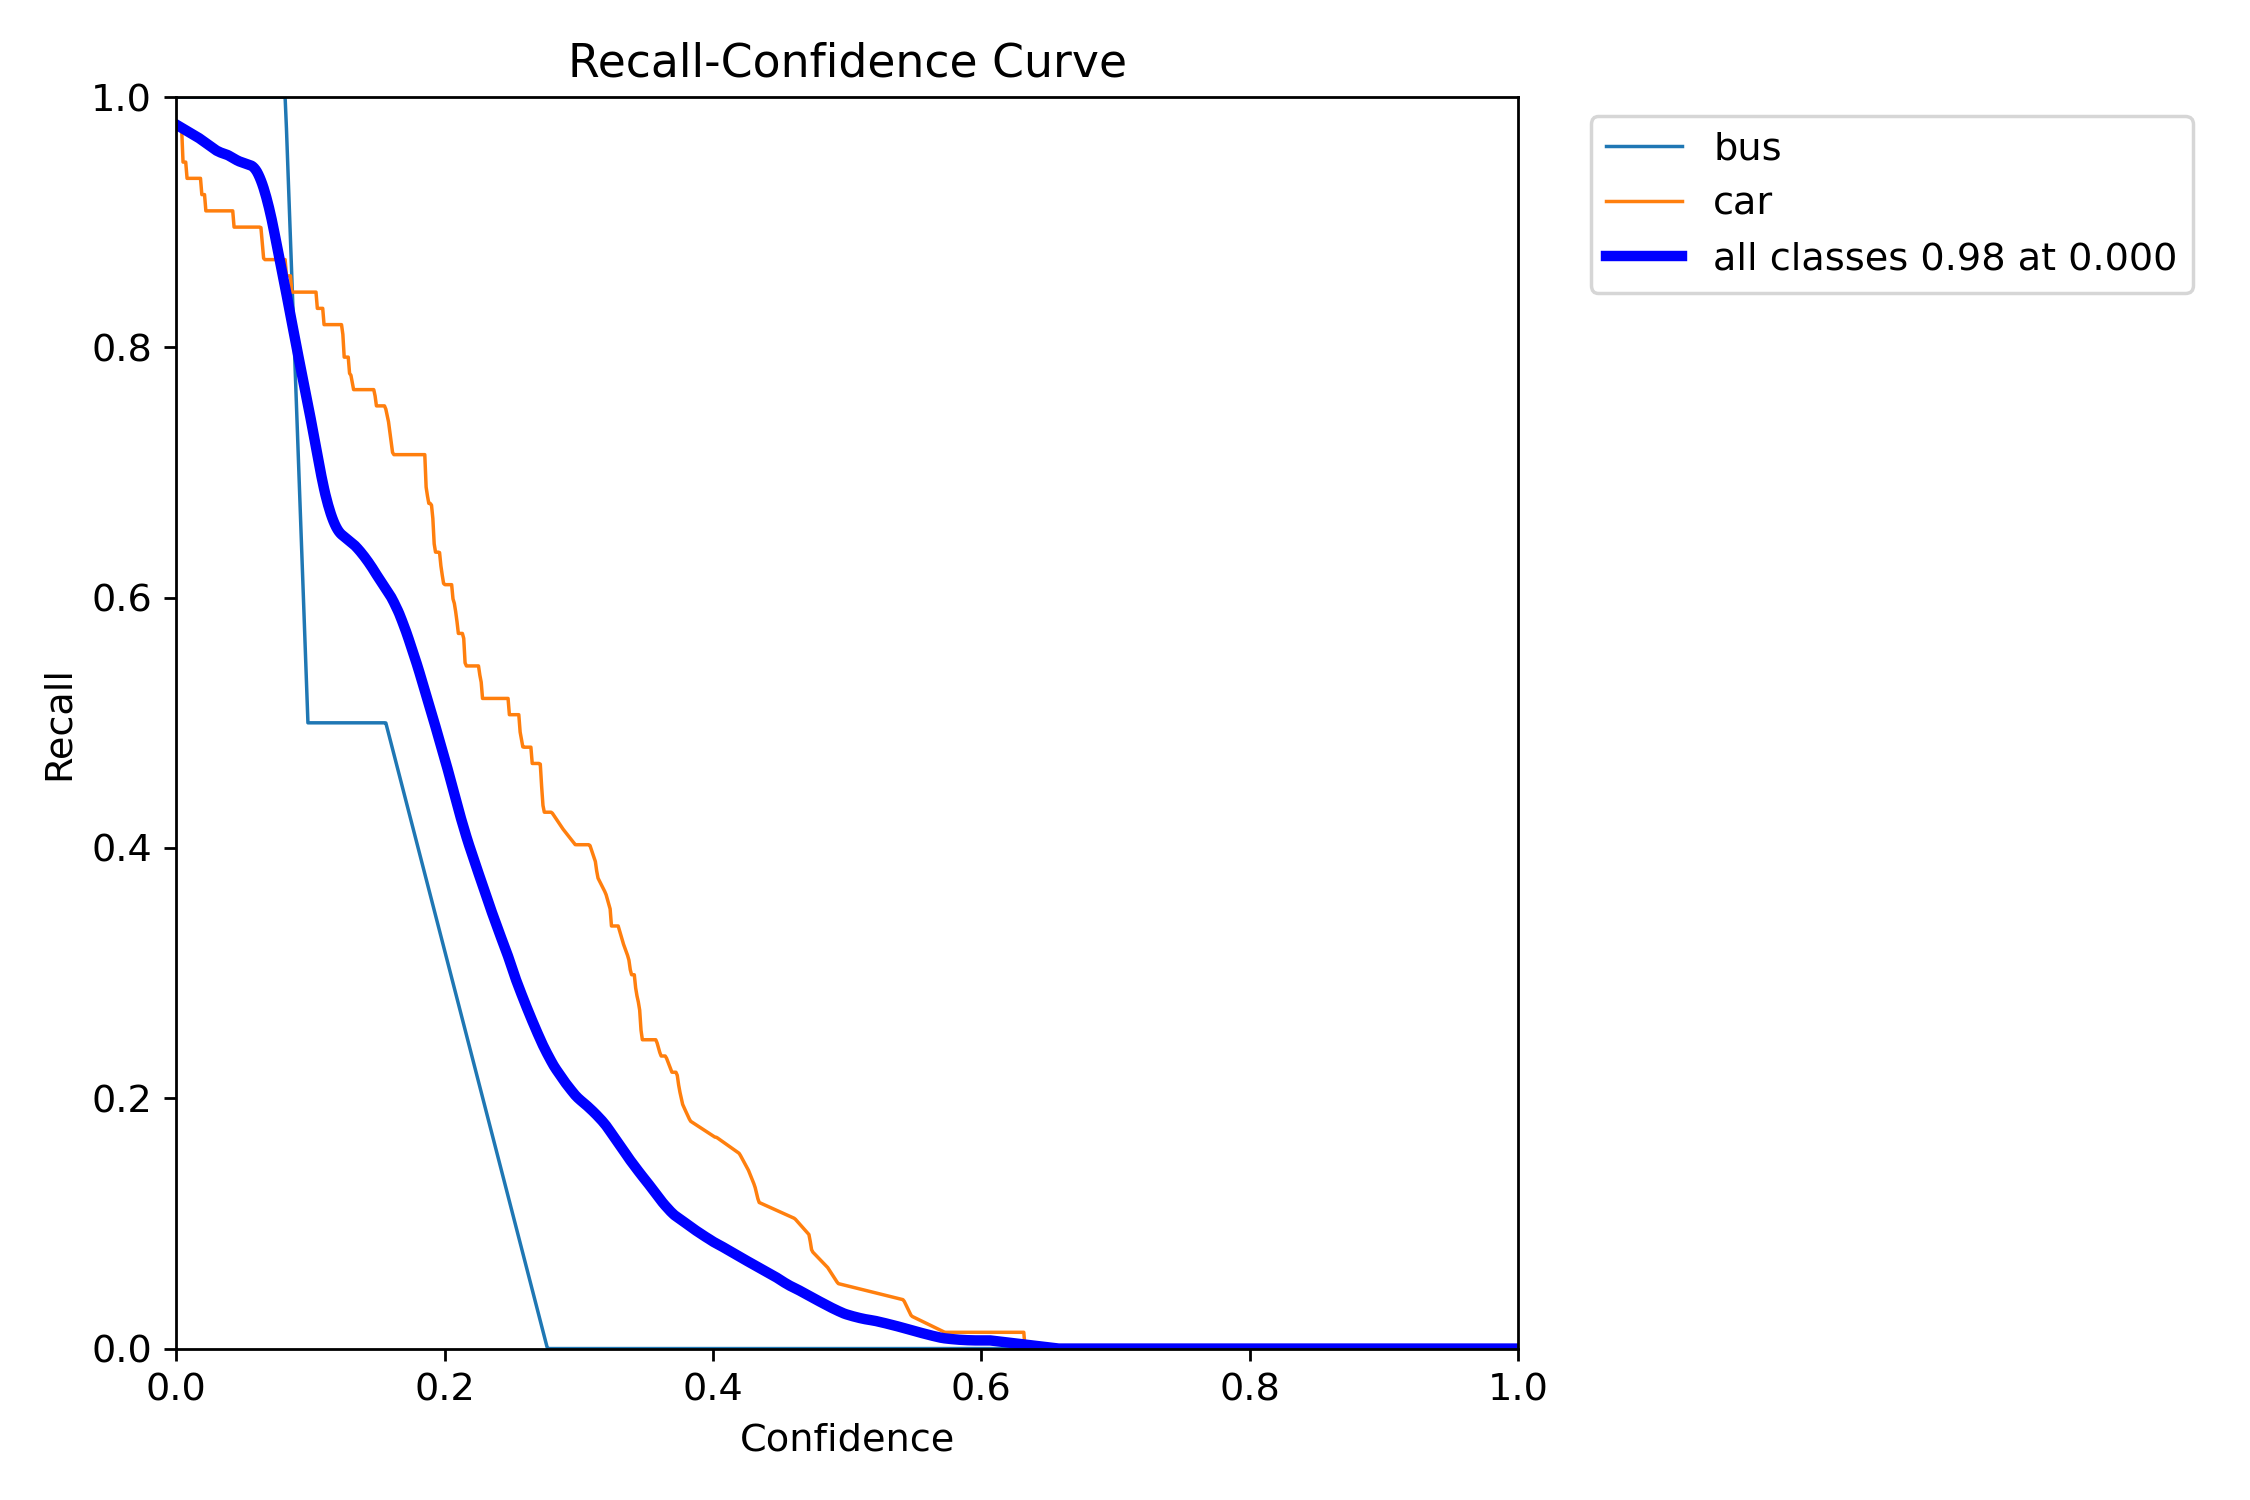 Recall-Confidence Curve
1.0
0.8
0.6
0.4
0.2
0.0
Recall
0.0 0.2 0.4 0.6 0.8 1.0
Confidence
bus
car
all classes 0.98 at 0.000